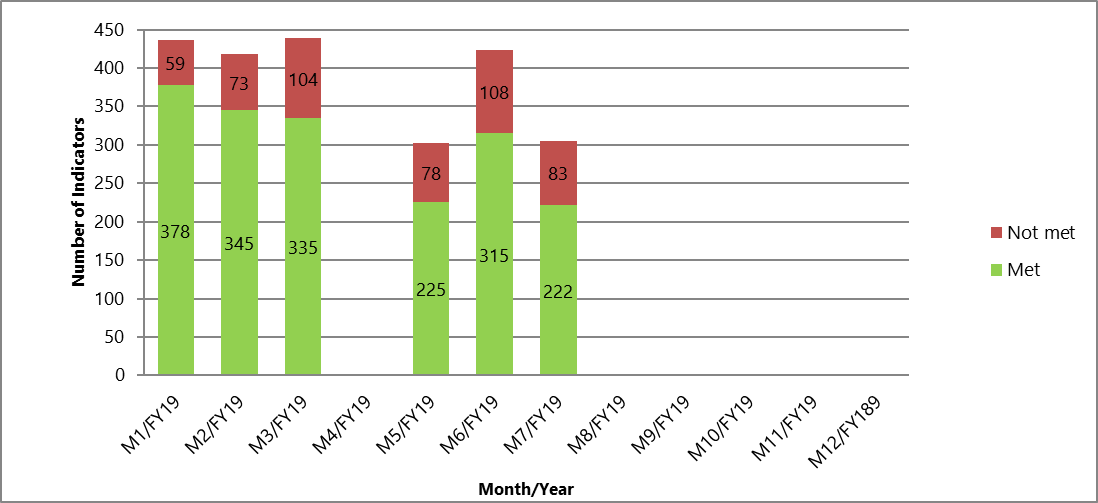 450
400
350
300
250
200
150
100
50
0
Number of Indicators
59
73
104
108
78
83
378
345
335
225
315
222
Not met
Met
M1/FY19
M2/FY19
M3/FY19
M4/FY19
M5/FY19
M6/FY19
M7/FY19
M8/FY19
M9/FY19
M10/FY19
M11/FY19
M12/FY189
Month/Year